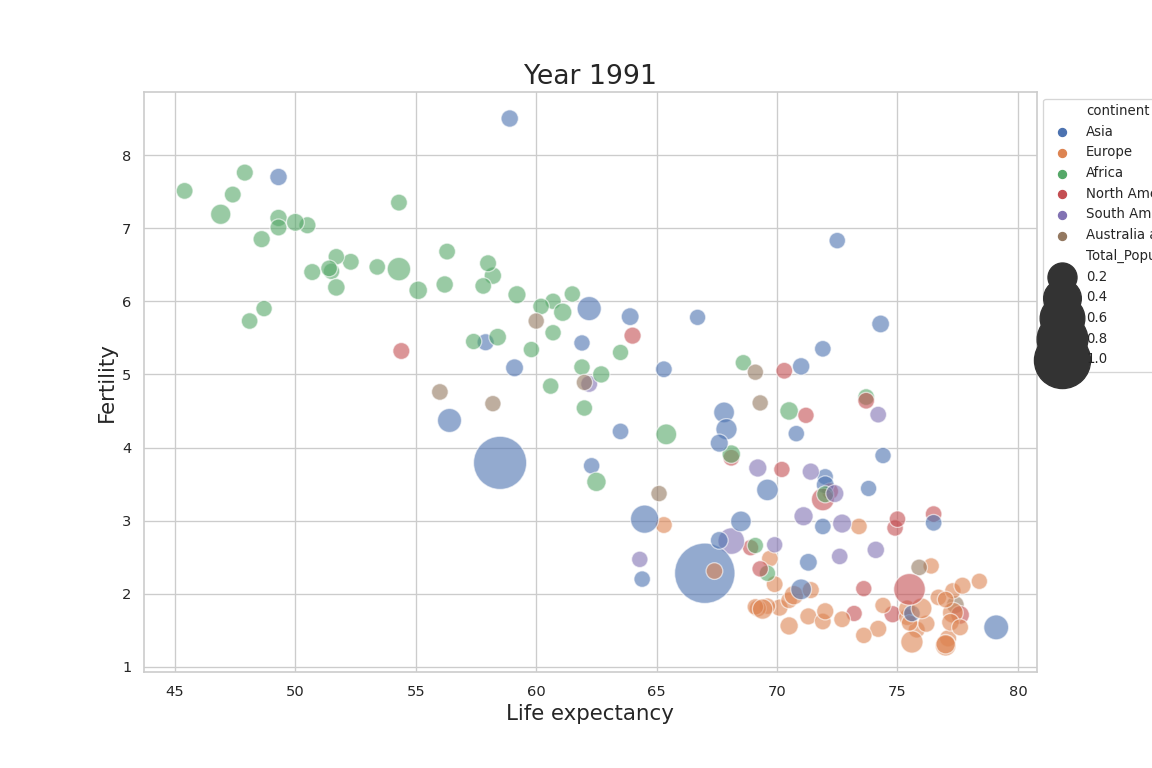 Year 1991
Fertility
8
7
6
5
4
3
2
1
45 50 55 60 65 70 75 80
Life expectancy
continent
Asia
Europe
Africa
North Ame
South Am
Australia a
Total_Popu
0.2
0.4
0.6
0.8
1.0